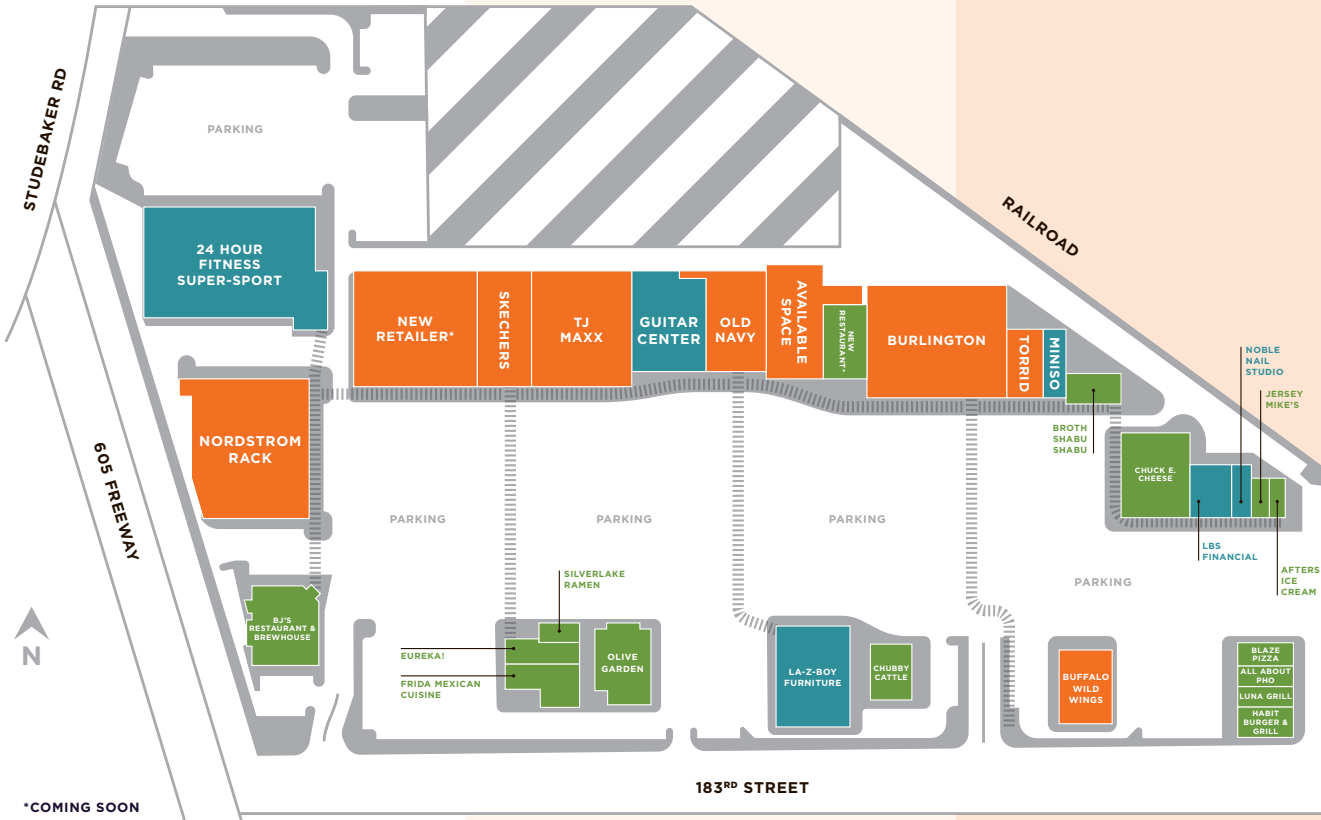 STUDEBAKER RD
PARKING
RAILROAD
24 HOUR
FITNESS
SUPER-SPORT
NEW
RETAILER*
SKECHERS
TJ
MAXX
GUITAR
CENTER
OLD
NAVY
AVAILABLE
SPACE
NEW
RESTAURANT*
BURLINGTON
TORRID
MINISO
NOBLE
NAIL
STUDIO
JERSEY
MIKE'S
BROTH
SHABU
SHABU
NORDSTROM
RACK
605 FREEWAY
CHUCK E.
CHEESE
PARKING
PARKING
PARKING
LBS
FINANCIAL
AFTERS
ICE
CREAM
PARKING
SILVERLAKE
RAMEN
BJ'S
RESTAURANT &
BREWHOUSE
N
EUREKA!
FRIDA MEXICAN
CUISINE
OLIVE
GARDEN
LA-Z-BOY
FURNITURE
CHUBBY
CATTLE
BUFFALO
WILD
WINGS
BLAZE
PIZZA
ALL ABOUT
PHO
LUNA GRILL
HABIT
BURGER &
GRILL
183RD STREET
*COMING SOON